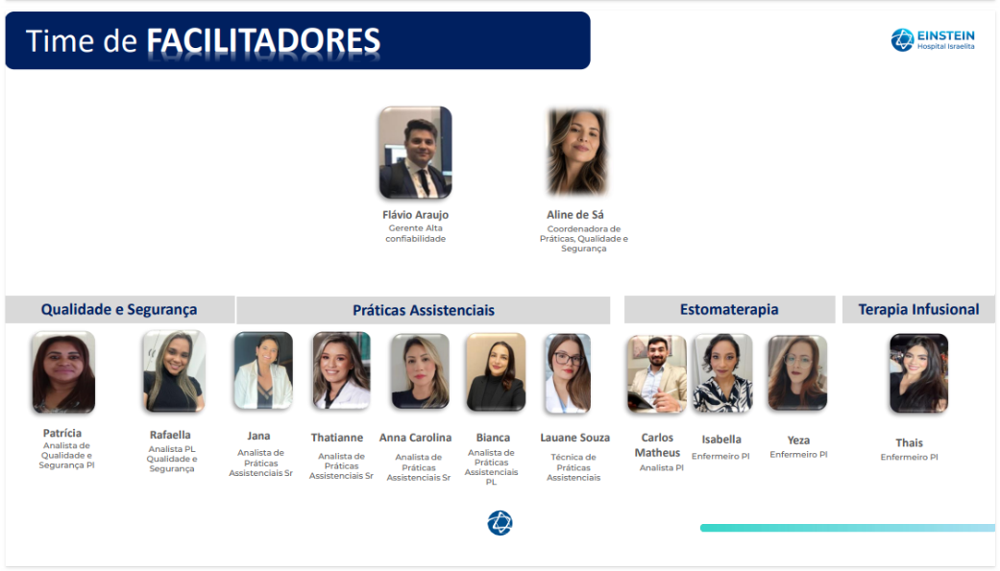 Time de FACILITADORES
EINSTEIN
Hospital Israelita
Flávio Araujo
Gerente Alta
confiabilidade
Aline de Sá
Coordenadora de
Práticas, Qualidade e
Segurança
Qualidade e Segurança
Práticas Assistenciais
Estomaterapia
Terapia Infusional
Patrícia
Analista de
Qualidade e
Segurança Pl
Rafaella
Analista PL
Qualidade e
Segurança
Jana
Analista de
Práticas
Assistenciais Sr
Thatianne
Analista de
Práticas
Assistenciais Sr
Anna Carolina
Analista de
Práticas
Assistenciais Sr
Bianca
Analista de
Práticas
Assistenciais
PL
Lauane Souza
Técnica de
Práticas
Assistenciais
Carlos
Matheus
Analista Pl
Isabella
Enfermeiro Pl
Yeza
Enfermeiro Pl
Thais
Enfermeiro Pl